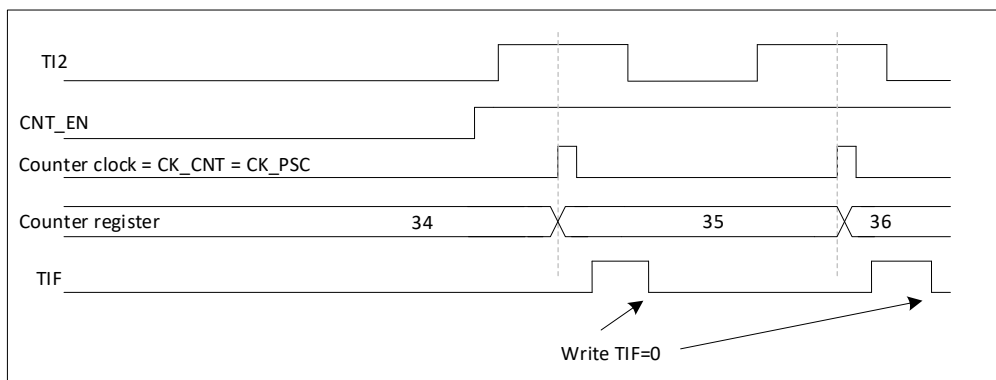 TI2
CNT_EN
Counter clock = CK_CNT = CK_PSC
Counter register 34 35 36
TIF
Write TIF=0